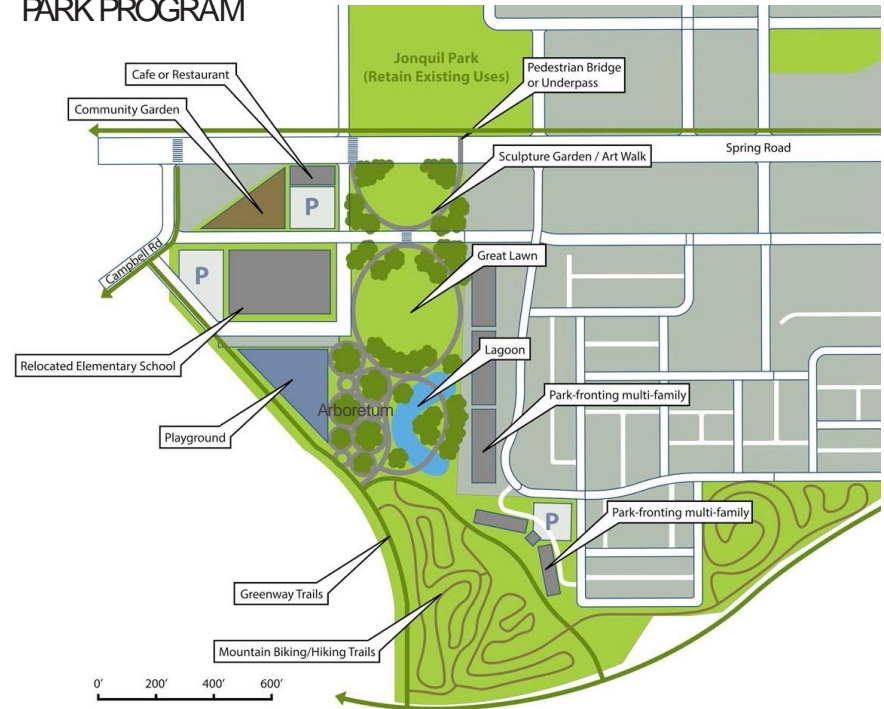 PARK PROGRAM
Jonquil Park
(Retain Existing Uses)
Pedestrian Bridge
or Underpass
Cafe or Restaurant
Community Garden
Sculpture Garden / Art Walk
Spring Road
P
Campbell Rd
P
Great Lawn
Relocated Elementary School
Lagoon
Park-fronting multi-family
Arboretum
Playground
P
Park-fronting multi-family
Greenway Trails
Mountain Biking/Hiking Trails
0' 200' 400' 600'